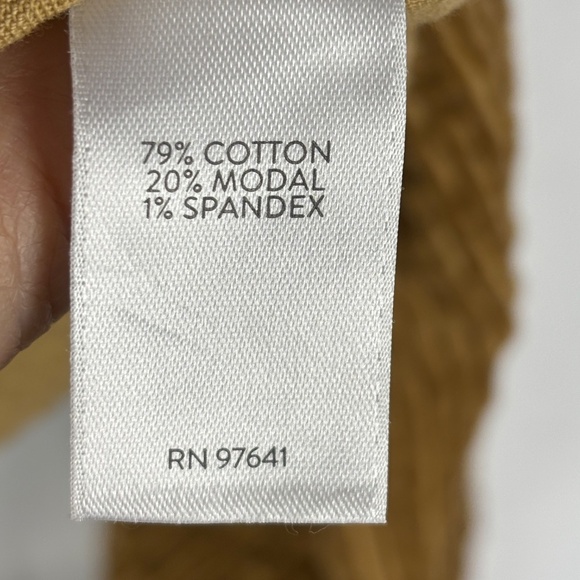 79% COTTON
20% MODAL
1% SPANDEX
RN 97641